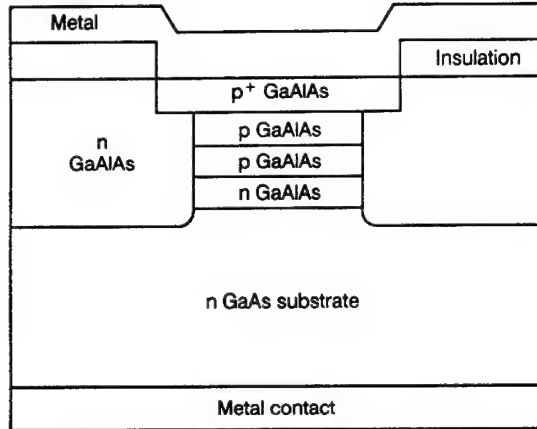 Metal
Insulation
p+ GaAlAs
p GaAlAs
n
GaAlAs
p GaAlAs
n GaAlAs
n GaAs substrate
Metal contact